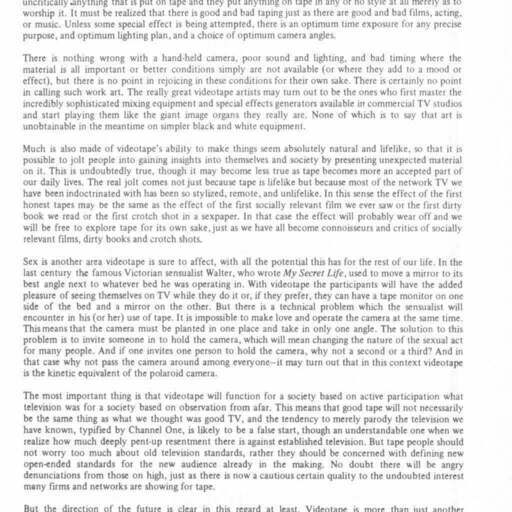 uncritically anything that is put on tape and they put anything on tape in any or no style at all merely as to
worship it. It must be realized that there is good and bad taping just as there are good and bad films, acting,
or music. Unless some special effect is being attempted, there is an optimum time exposure for any precise
purpose, and optimum lighting plan, and a choice of optimum camera angles.
There is nothing wrong with a hand-held camera, poor sound and lighting, and bad timing where the
material is all important or better conditions simply are not available (or where they add to a mood or
effect), but there is no point in rejoicing in these conditions for their own sake. There is certainly no point
in calling such work art. The really great videotape artists may turn out to be the ones who first master the
incredibly sophisticated mixing equipment and special effects generators available in commercial TV studios
and start playing them like the giant image organs they really are. None of which is to say that art is
unobtainable in the meantime on simpler black and white equipment.
Much is also made of videotape's ability to make things seem absolutely natural and lifelike, so that it is
possible to jolt people into gaining insights into themselves and society by presenting unexpected material
on it. This is undoubtedly true, though it may become less true as tape becomes more an accepted part of
our daily lives. The real jolt comes not just because tape is lifelike but because most of the network TV we
have been indoctrinated with has been so stylized, remote, and unlifelike. In this sense the effect of the first
honest tapes may be the same as the effect of the first socially relevant film we ever saw or the first dirty
book we read or the first crotch shot in a sexpaper. In that case the effect will probably wear off and we
will be free to explore tape for its own sake, just as we have all become connoisseurs and critics of socially
relevant films, dirty books and crotch shots.
Sex is another area videotape is sure to affect, with all the potential this has for the rest of our life. In the
last century the famous Victorian sensualist Walter, who wrote My Secret Life, used to move a mirror to its
best angle next to whatever bed he was operating in. With videotape the participants will have the added
pleasure of seeing themselves on TV while they do it or, if they prefer, they can have a tape monitor on one
side of the bed and a mirror on the other. But there is a technical problem which the sensualist will
encounter in his (or her) use of tape. It is impossible to make love and operate the camera at the same time.
This means that the camera must be planted in one place and take in only one angle. The solution to this
problem is to invite someone in to hold the camera, which will mean changing the nature of the sexual act
for many people. And if one invites one person to hold the camera, why not a second or a third? And in
that case why not pass the camera around among everyone—it may turn out that in this context videotape
is the kinetic equivalent of the polaroid camera.
The most important thing is that videotape will function for a society based on active participation what
television was for a society based on observation from afar. This means that good tape will not necessarily
be the same thing as what we thought was good TV, and the tendency to merely parody the television we
have known, typified by Channel One, is likely to be a false start, though an understandable one when we
realize how much deeply pent-up resentment there is against established television. But tape people should
not worry too much about old television standards, rather they should be concerned with defining new
open-ended standards for the new audience already in the making. No doubt there will be angry
denunciations from those on high, just as there is now a cautious certain quality to the undoubted interest
many firms and networks are showing for tape.
But the direction of the future is clear in this regard at least. Videotape is more than just another